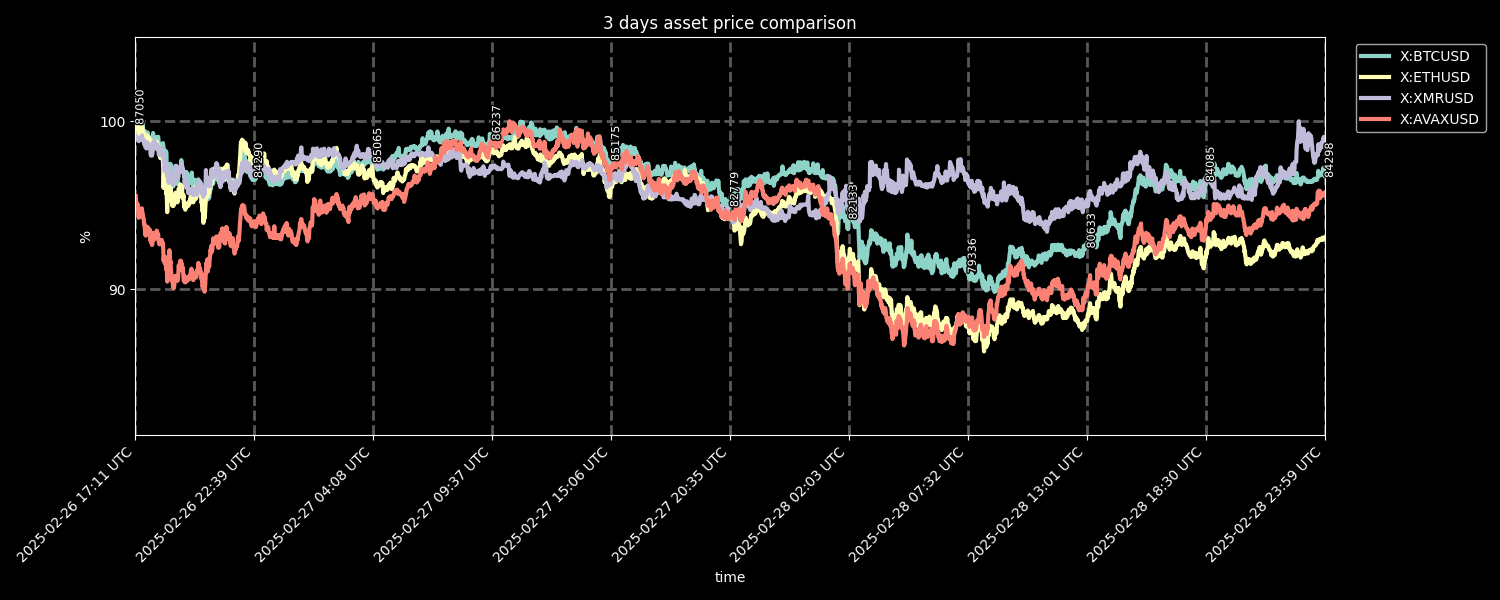 3 days asset price comparison
X:BTCUSD
X:ETHUSD
X:XMRUSD
X:AVAXUSD
100
90
%
87050
84290
85065
86237
85175
82779
82133
79336
80633
84085
84298
2025-02-26 17:11 UTC
2025-02-26 22:39 UTC
2025-02-27 04:08 UTC
2025-02-27 09:37 UTC
2025-02-27 15:06 UTC
2025-02-27 20:35 UTC
2025-02-28 02:03 UTC
2025-02-28 07:32 UTC
2025-02-28 13:01 UTC
2025-02-28 18:30 UTC
2025-02-28 23:59 UTC
time